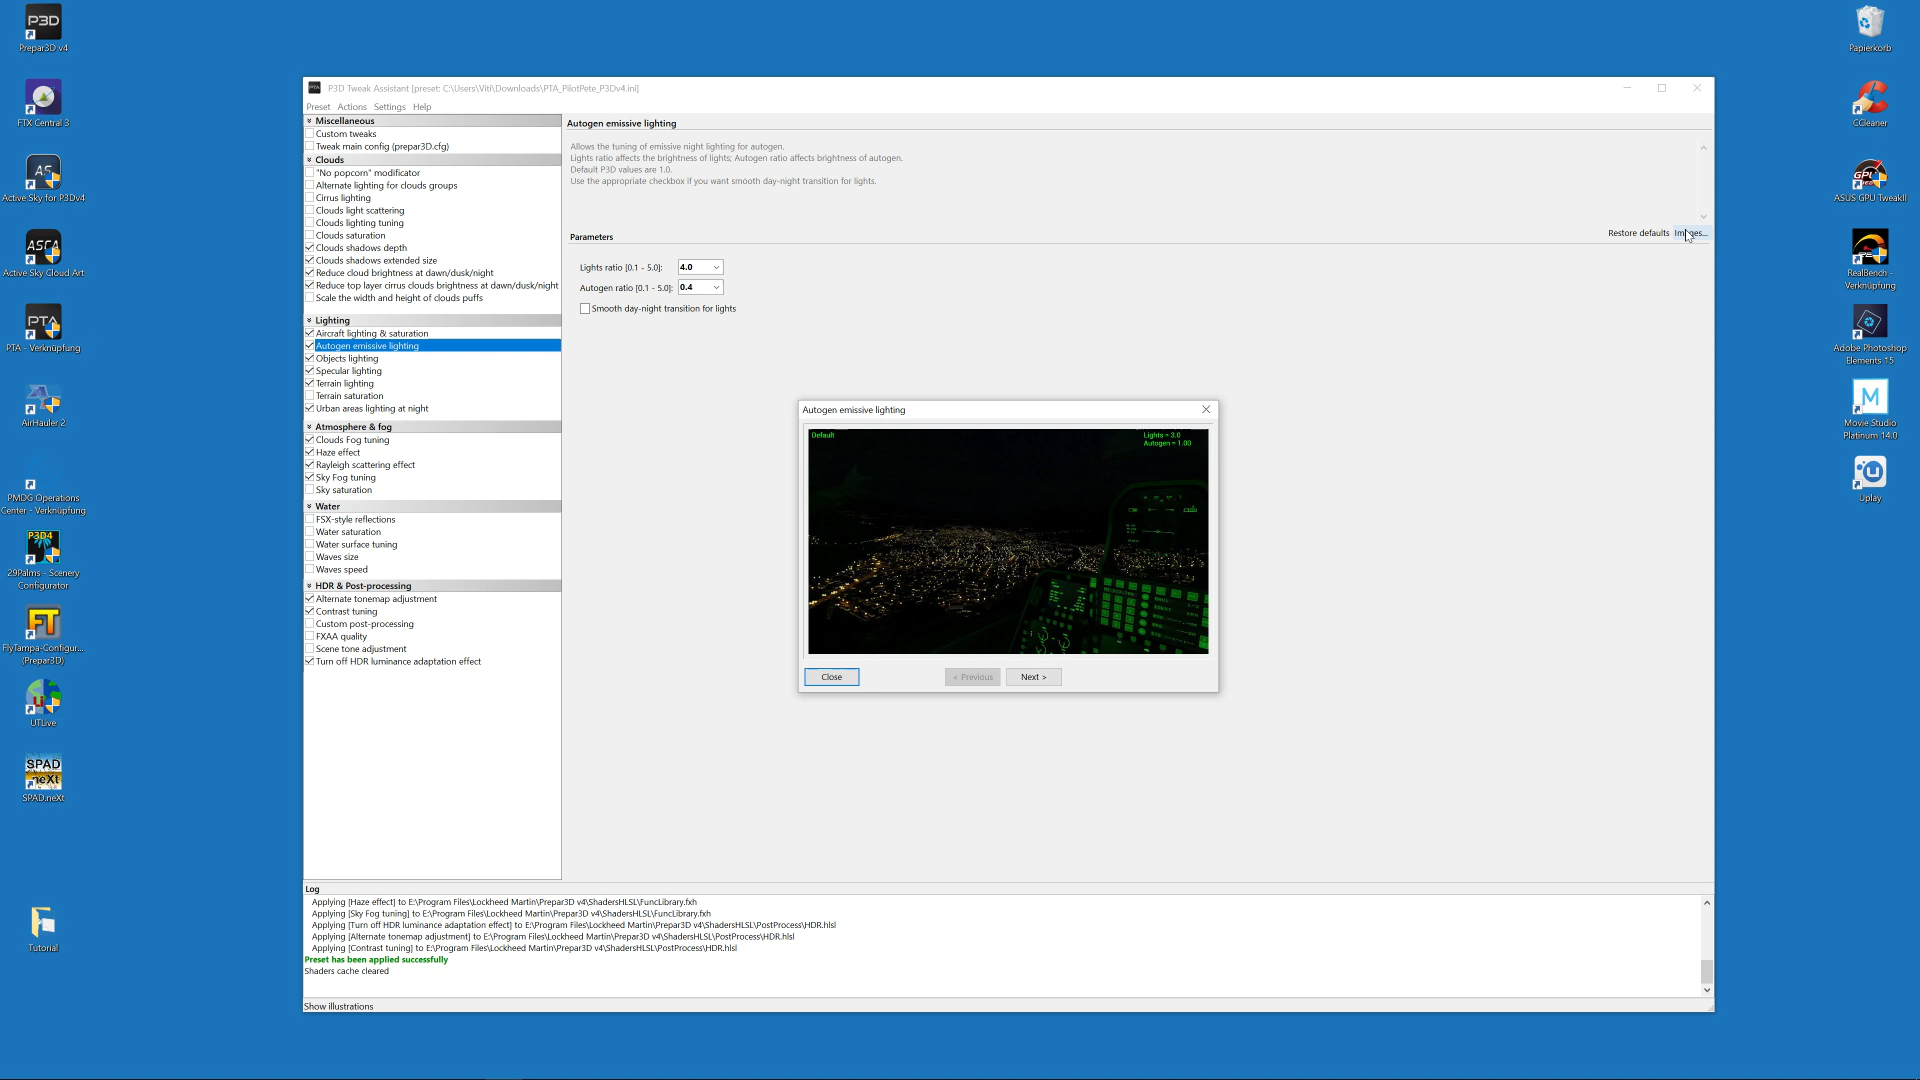 Prepar3D v4
FTX Central 3
Active Sky for P3Dv4
Active Sky Cloud Art
PTA - Verknüpfung
AirHauler 2
PMDG Operations
Center - Verknüpfung
29Palms - Scenery
Configurator
FlyTampa-Configur...
(Prepar3D)
UTLive
SPAD.neXt
Tutorial
P3D Tweak Assistant [preset: C:\Users\Viti\Downloads\PTA_PilotPete_P3Dv4.ini]
Preset Actions Settings Help
Miscellaneous
Custom tweaks
Tweak main config (prepar3D.cfg)
Clouds
"No popcorn" modificator
Alternate lighting for clouds groups
Cirrus lighting
Clouds light scattering
Clouds lighting tuning
Clouds saturation
Clouds shadows depth
Clouds shadows extended size
Reduce cloud brightness at dawn/dusk/night
Reduce top layer cirrus clouds brightness at dawn/dusk/night
Scale the width and height of clouds puffs
Lighting
Aircraft lighting & saturation
Autogen emissive lighting
Objects lighting
Specular lighting
Terrain lighting
Terrain saturation
Urban areas lighting at night
Atmosphere & fog
Clouds Fog tuning
Haze effect
Rayleigh scattering effect
Sky Fog tuning
Sky saturation
Water
FSX-style reflections
Water saturation
Water surface tuning
Waves size
Waves speed
HDR & Post-processing
Alternate tonemap adjustment
Contrast tuning
Custom post-processing
FXAA quality
Scene tone adjustment
Turn off HDR luminance adaptation effect
Autogen emissive lighting
Allows the tuning of emissive night lighting for autogen.
Lights ratio affects the brightness of lights; Autogen ratio affects brightness of autogen.
Default P3D values are 1.0.
Use the appropriate checkbox if you want smooth day-night transition for lights.
Parameters
Restore defaults Images...
Lights ratio [0.1 - 5.0]: 4.0
Autogen ratio [0.1 - 5.0]: 0.4
Smooth day-night transition for lights
Autogen emissive lighting
Default
Lights = 3.0
Autogen = 1.00
Close < Previous Next >
Log
Applying [Haze effect] to E:\Program Files\Lockheed Martin\Prepar3D v4\ShadersHLSL\FuncLibrary.fxh
Applying [Sky Fog tuning] to E:\Program Files\Lockheed Martin\Prepar3D v4\ShadersHLSL\FuncLibrary.fxh
Applying [Turn off HDR luminance adaptation effect] to E:\Program Files\Lockheed Martin\Prepar3D v4\ShadersHLSL\PostProcess\HDR.hlsl
Applying [Alternate tonemap adjustment] to E:\Program Files\Lockheed Martin\Prepar3D v4\ShadersHLSL\PostProcess\HDR.hlsl
Applying [Contrast tuning] to E:\Program Files\Lockheed Martin\Prepar3D v4\ShadersHLSL\PostProcess\HDR.hlsl
Preset has been applied successfully
Shaders cache cleared
Show illustrations
Papierkorb
CCleaner
ASUS GPU TweakII
RealBench -
Verknüpfung
Adobe Photoshop
Elements 15
Movie Studio
Platinum 14.0
Uplay